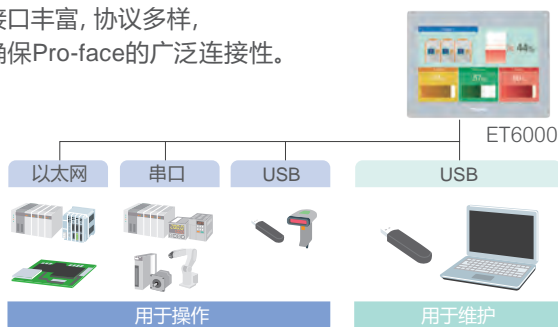 接口丰富, 协议多样,
确保Pro-face的广泛连接性。
44%
ET6000
以太网
串口
USB
USB
用于操作
用于维护